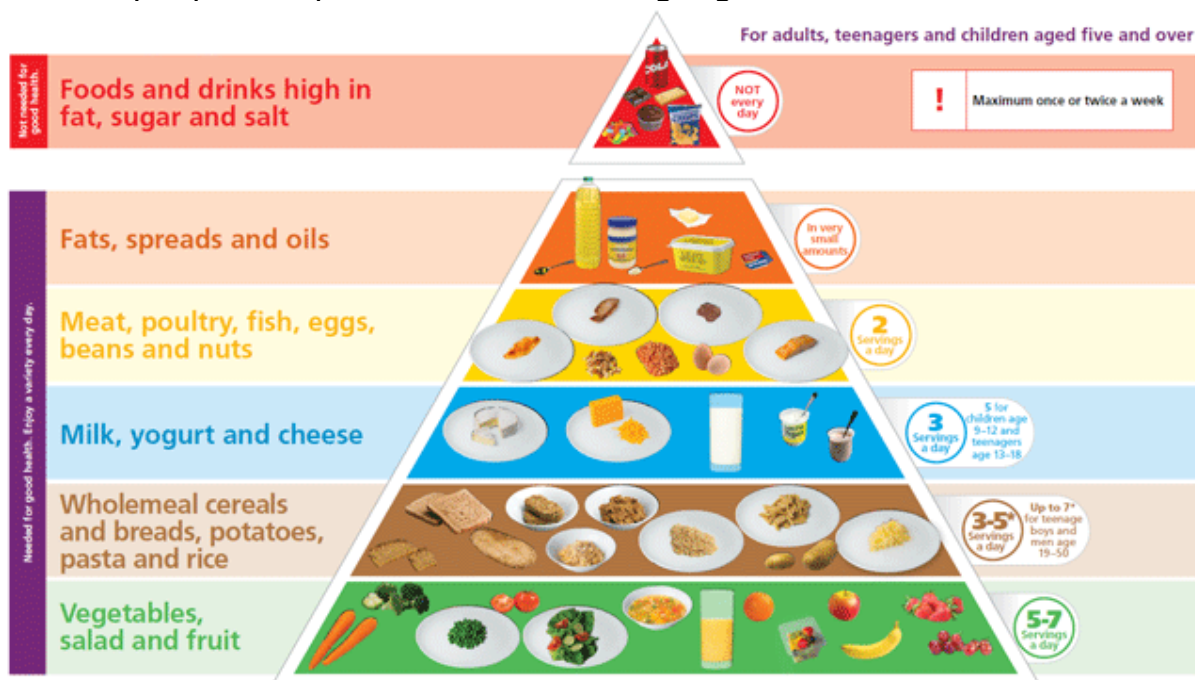 For adults, teenagers and children aged five and over
Not needed for
good health.
Foods and drinks high in
fat, sugar and salt
COLA
NOT
every
day
!
Maximum once or twice a week
Needed for good health. Enjoy a variety every day.
Fats, spreads and oils
In very
small
amounts
Meat, poultry, fish, eggs,
beans and nuts
2
Servings
a day
Milk, yogurt and cheese
3
Servings
a day
5 for
children age
9–12 and
teenagers
age 13–18
Wholemeal cereals
and breads, potatoes,
pasta and rice
3-5*
Servings
a day
Up to 7*
for teenage
boys and
men age
19–50
Vegetables,
salad and fruit
5-7
Servings
a day